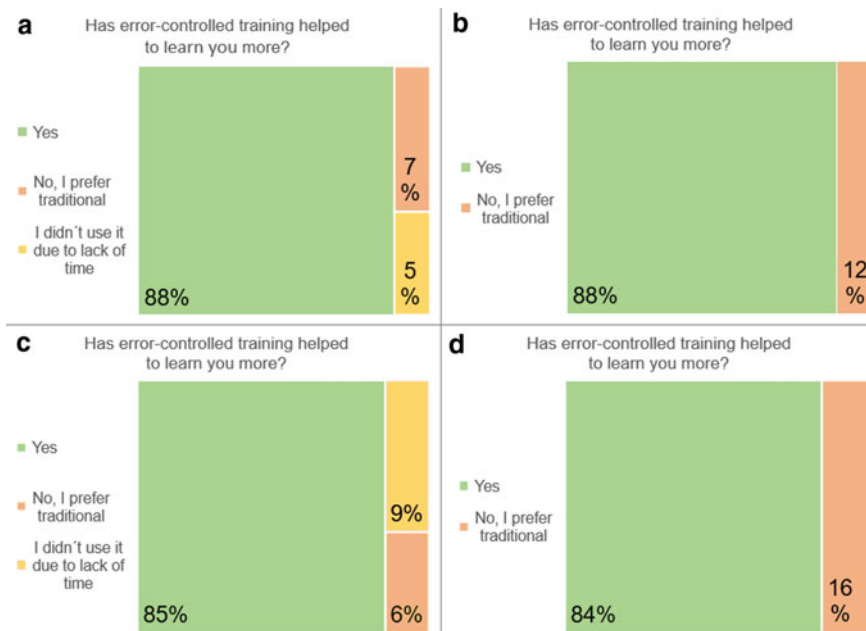 a
Has error-controlled training helped
to learn you more?
Yes
No, I prefer
traditional
I didn´t use it
due to lack of
time
88%
7
%
5
%
b
Has error-controlled training helped
to learn you more?
Yes
No, I prefer
traditional
88%
12
%
c
Has error-controlled training helped
to learn you more?
Yes
No, I prefer
traditional
I didn´t use it
due to lack of
time
85%
9%
6%
d
Has error-controlled training helped
to learn you more?
Yes
No, I prefer
traditional
84%
16
%